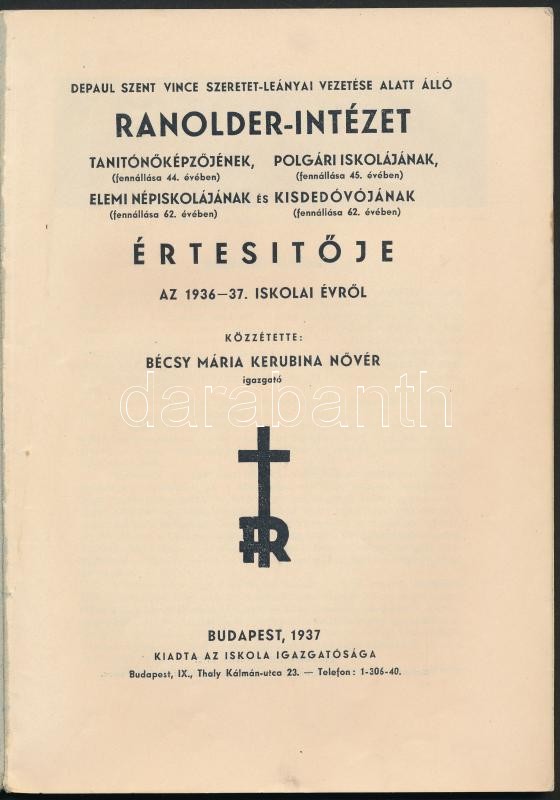 DEPAUL SZENT VINCE SZERETET-LEÁNYAI VEZETÉSE ALATT ÁLLÓ
RANOLDER-INTÉZET
TANITÓNŐKÉPZŐJÉNEK, POLGÁRI ISKOLÁJÁNAK,
(fennállása 44. évében) (fennállása 45. évében)
ELEMI NÉPISKOLÁJÁNAK ÉS KISDEDÓVÓJÁNAK
(fennállása 62. évében) (fennállása 62. évében)
ÉRTESITŐJE
AZ 1936—37. ISKOLAI ÉVRŐL
KÖZZÉTETTE:
BÉCSY MÁRIA KERUBINA NŐVÉR
igazgató
darabanth
R
BUDAPEST, 1937
KIADTA AZ ISKOLA IGAZGATÓSÁGA
Budapest, IX., Thaly Kálmán-utca 23. — Telefon: 1-306-40.